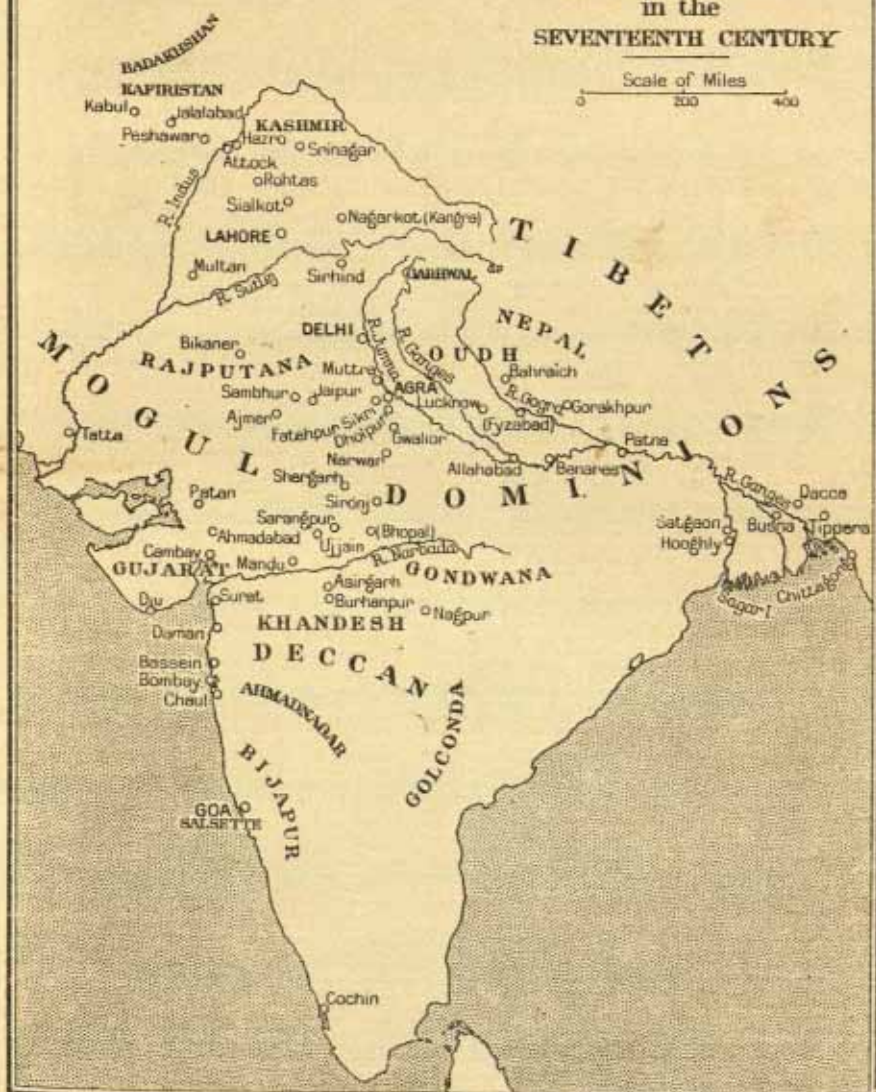 in the
SEVENTEENTH CENTURY
Scale of Miles
0 200 400
BADAKHSHAN
KAFIRISTAN
Kabul
Jalalabad
Peshawar
KASHMIR
Hazro
Srinagar
Attock
Rohtas
R. Indus
Sialkot
Nagarkot (Kangra)
LAHORE
TIBET
Multan
Sirhind
R. Sutlej
GARHWAL
NEPAL
DELHI
MOGUL
Bikaner
R. Jumna
R. Ganges
OUDH
RAJPUTANA
Muttra
Bahraich
Sambhur
Jaipur
AGRA
Lucknow
R. Gogra
Gorakhpur
Ajmer
Fatehpur Sikri
(Fyzabad)
Dholpur
Tatta
Gwalior
Patna
Narwar
Allahabad
Benares
Shergarh
DOMINIONS
Patan
Sironj
R. Ganges
Dacca
Sarangpur
Satgaon
Busna
Tippera
Ahmadabad
Ujjain
(Bhopal)
Hooghly
Cambay
R. Narbada
GUJARAT
Mandu
GONDWANA
Asirgarh
Sagar I.
Chittagong
Diu
Surat
Burhanpur
Nagpur
Daman
KHANDESH
DECCAN
Bassein
Bombay
Chaul
AHMADNAGAR
GOLCONDA
BIJAPUR
GOA
SALSETTE
Cochin